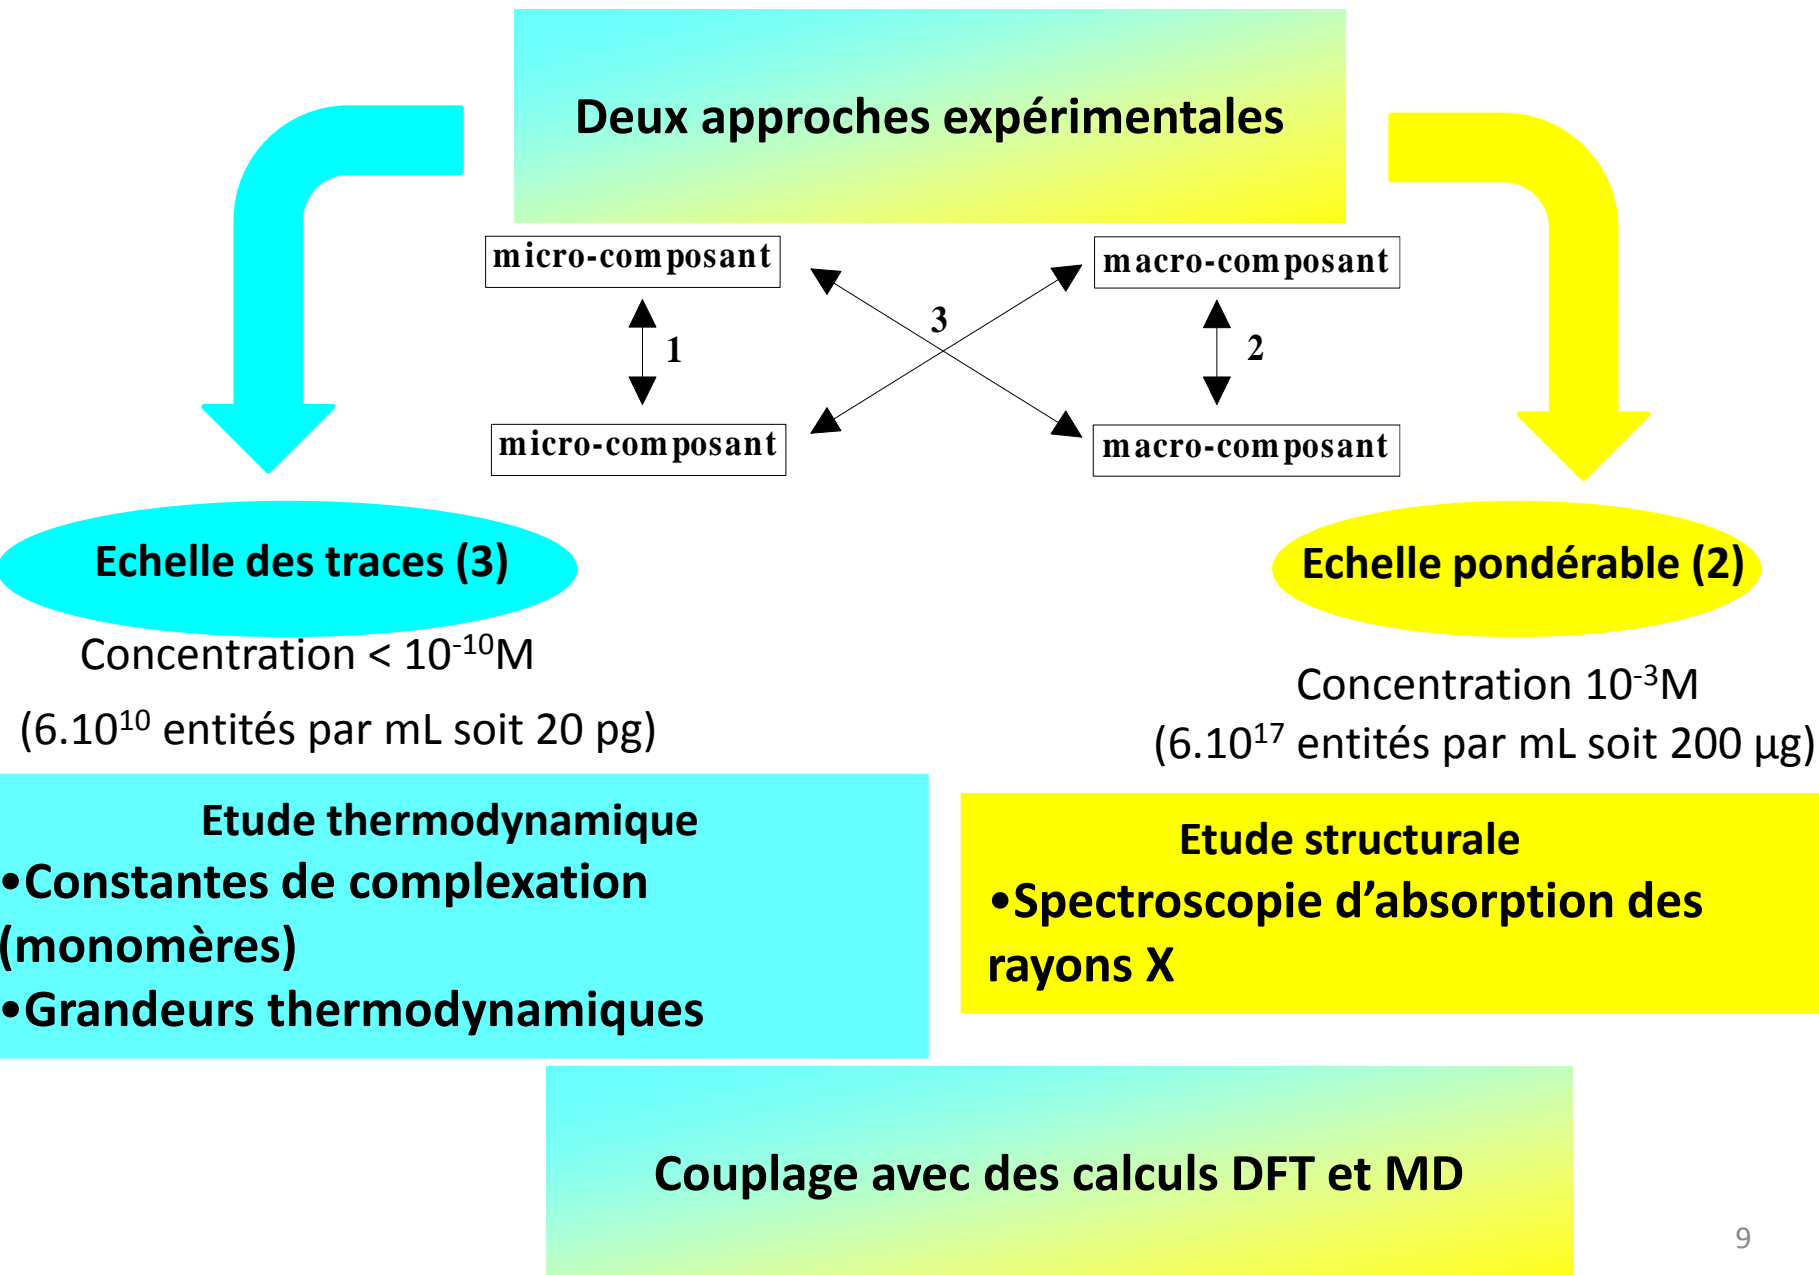 Deux approches expérimentales
micro-composant
macro-composant
3
1
2
micro-composant
macro-composant
Echelle des traces (3)
Concentration < 10⁻¹⁰M
(6.10¹⁰ entités par mL soit 20 pg)
Etude thermodynamique
•Constantes de complexation
(monomères)
•Grandeurs thermodynamiques
Echelle pondérable (2)
Concentration 10⁻³M
(6.10¹⁷ entités par mL soit 200 µg)
Etude structurale
•Spectroscopie d’absorption des
rayons X
Couplage avec des calculs DFT et MD
9